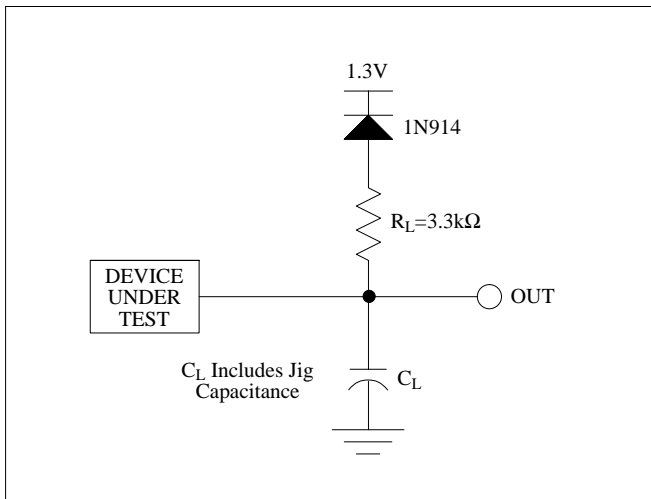 1.3V
1N914
R_L=3.3kΩ
DEVICE
UNDER
TEST
OUT
C_L Includes Jig
Capacitance
C_L